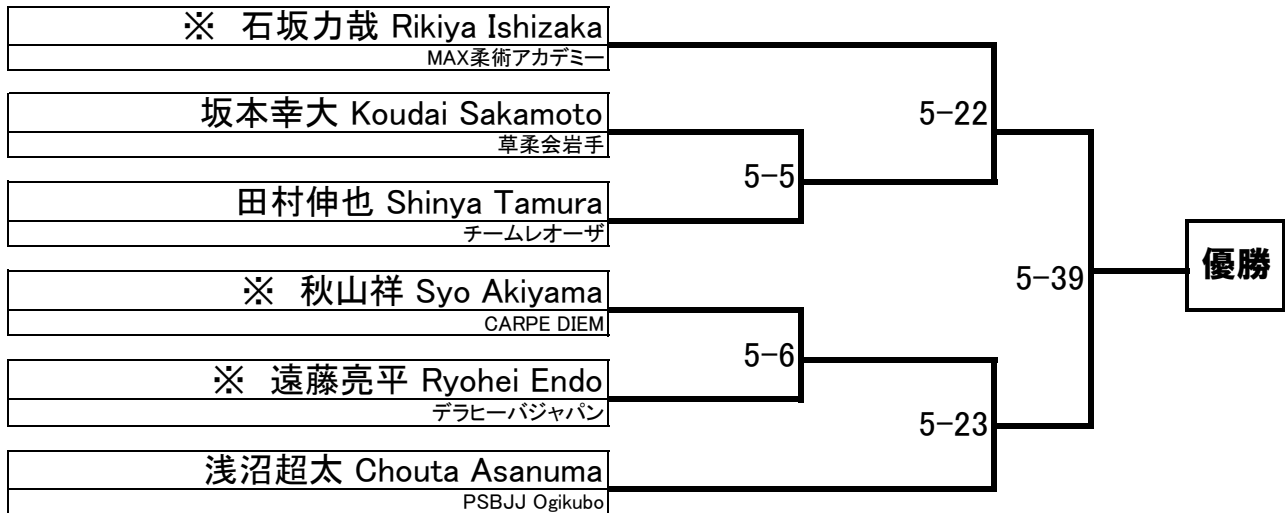 ※ 石坂力哉 Rikiya Ishizaka
MAX柔術アカデミー
坂本幸大 Koudai Sakamoto
草柔会岩手
5-22
5-5
田村伸也 Shinya Tamura
チームレオーザ
優勝
5-39
※ 秋山祥 Syo Akiyama
CARPE DIEM
5-6
※ 遠藤亮平 Ryohei Endo
デラヒーバジャパン
5-23
浅沼超太 Chouta Asanuma
PSBJJ Ogikubo